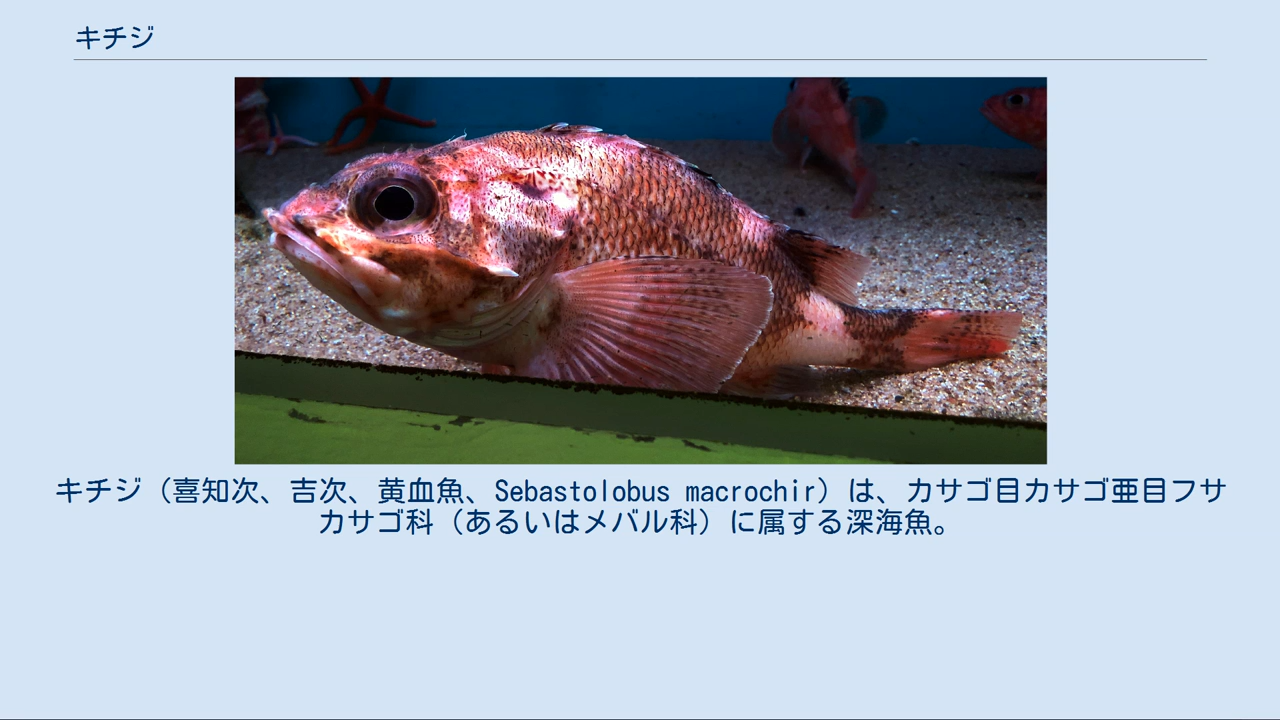 キチジ
キチジ（喜知次、吉次、黄血魚、Sebastolobus macrochir）は、カサゴ目カサゴ亜目フサ
カサゴ科（あるいはメバル科）に属する深海魚。